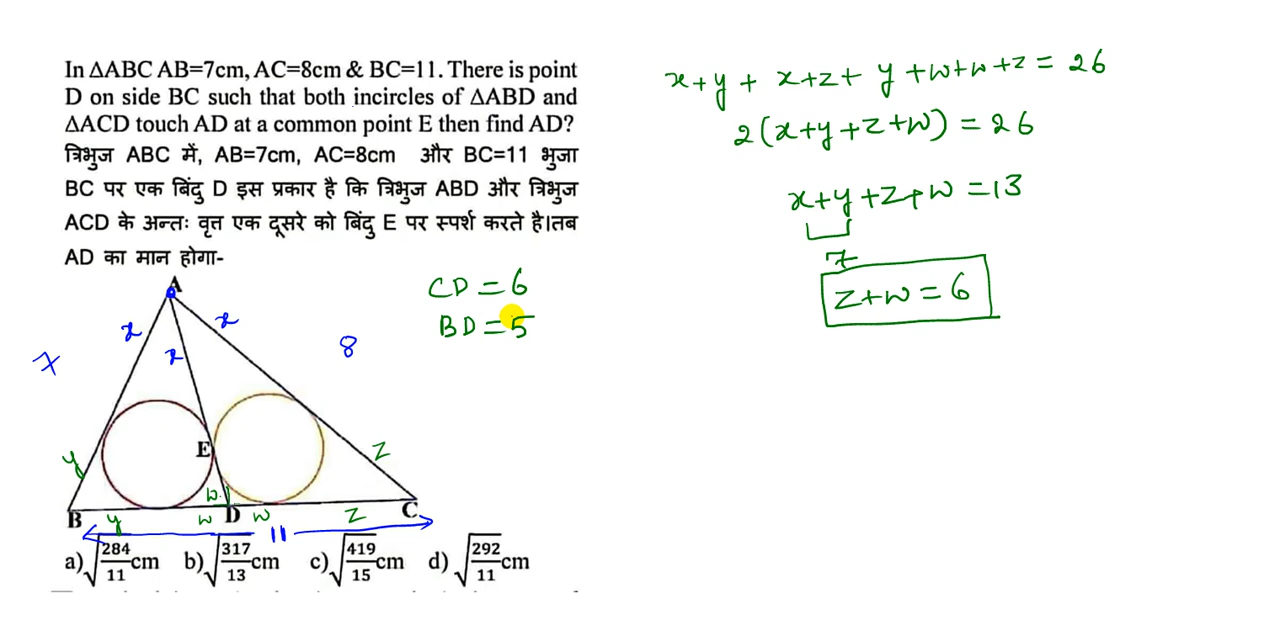 In ΔABC AB=7cm, AC=8cm & BC=11. There is point
D on side BC such that both incircles of ΔABD and
ΔACD touch AD at a common point E then find AD?
त्रिभुज ABC में, AB=7cm, AC=8cm और BC=11 भुजा
BC पर एक बिंदु D इस प्रकार है कि त्रिभुज ABD और त्रिभुज
ACD के अन्तः वृत्त एक दूसरे को बिंदु E पर स्पर्श करते है।तब
AD का मान होगा-
A
x x
x
7
8
CD = 6
BD = 5
E
y
z
w
B y w D w z C
11
a) √284/11 cm b) √317/13 cm c) √419/15 cm d) √292/11 cm
x+y + x+z + y+w+w+z = 26
2(x+y+z+w) = 26
x+y+z+w = 13
7
z+w = 6